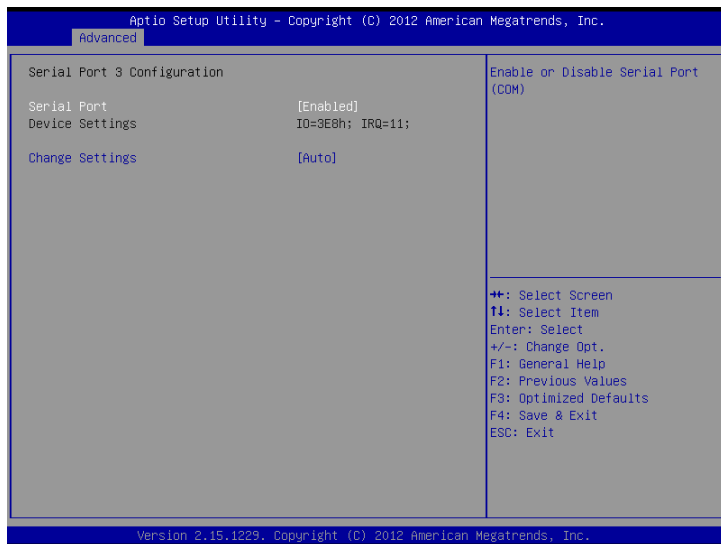 Aptio Setup Utility – Copyright (C) 2012 American Megatrends, Inc.
Advanced
Serial Port 3 Configuration
Serial Port [Enabled]
Device Settings IO=3E8h; IRQ=11;
Change Settings [Auto]
Enable or Disable Serial Port
(COM)
→←: Select Screen
↑↓: Select Item
Enter: Select
+/-: Change Opt.
F1: General Help
F2: Previous Values
F3: Optimized Defaults
F4: Save & Exit
ESC: Exit
Version 2.15.1229. Copyright (C) 2012 American Megatrends, Inc.